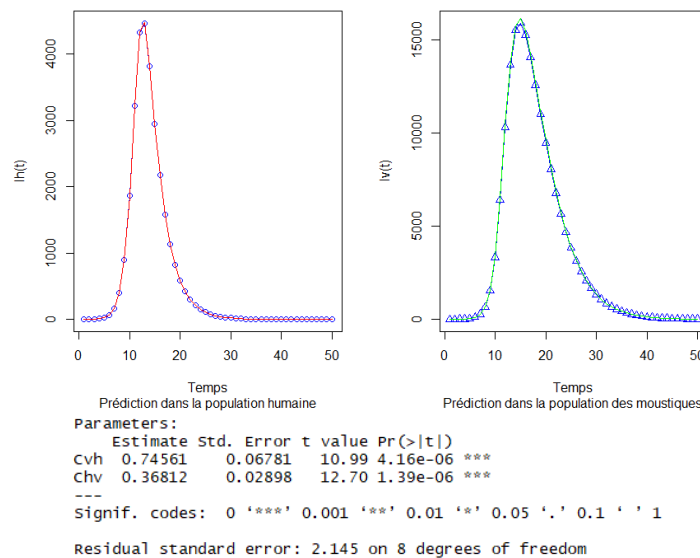 Ih(t)
0 1000 2000 3000 4000
0 10 20 30 40 50
Temps
Prédiction dans la population humaine
Iv(t)
0 5000 10000 15000
0 10 20 30 40 50
Temps
Prédiction dans la population des moustiques
Parameters:
Estimate Std. Error t value Pr(>|t|)
Cvh 0.74561 0.06781 10.99 4.16e-06 ***
Chv 0.36812 0.02898 12.70 1.39e-06 ***
---
Signif. codes: 0 ‘***’ 0.001 ‘**’ 0.01 ‘*’ 0.05 ‘.’ 0.1 ‘ ’ 1
Residual standard error: 2.145 on 8 degrees of freedom